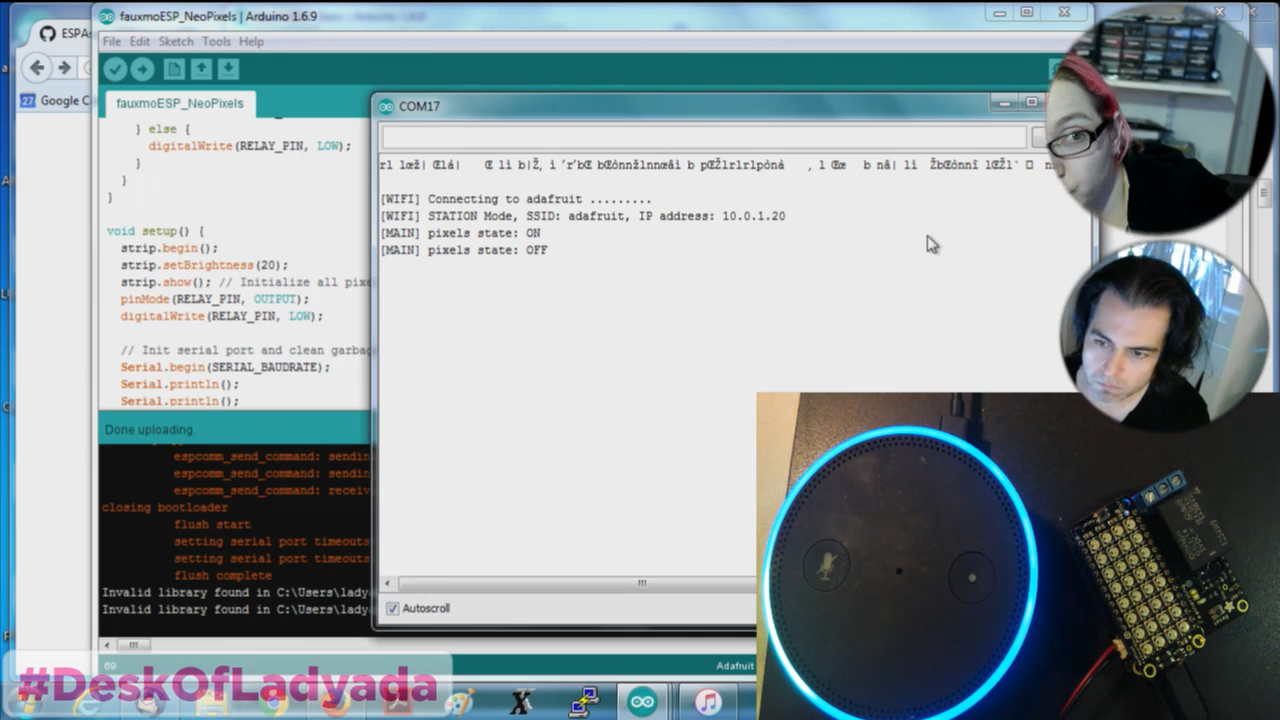 ESPAs
Google C
fauxmoESP_NeoPixels | Arduino 1.6.9
File Edit Sketch Tools Help
fauxmoESP_NeoPixels
} else {
digitalWrite(RELAY_PIN, LOW);
}
}
}
void setup() {
strip.begin();
strip.setBrightness(20);
strip.show(); // Initialize all pixe
pinMode(RELAY_PIN, OUTPUT);
digitalWrite(RELAY_PIN, LOW);
// Init serial port and clean garbag
Serial.begin(SERIAL_BAUDRATE);
Serial.println();
Serial.println();
Done uploading.
espcomm_send_command: sendin
espcomm_send_command: sendin
espcomm_send_command: receiv
closing bootloader
flush start
setting serial port timeouts
setting serial port timeouts
flush complete
Invalid library found in C:\Users\lady
Invalid library found in C:\Users\lady
69
Adafruit
COM17
[WIFI] Connecting to adafruit .........
[WIFI] STATION Mode, SSID: adafruit, IP address: 10.0.1.20
[MAIN] pixels state: ON
[MAIN] pixels state: OFF
Autoscroll
#DeskOfLadyada